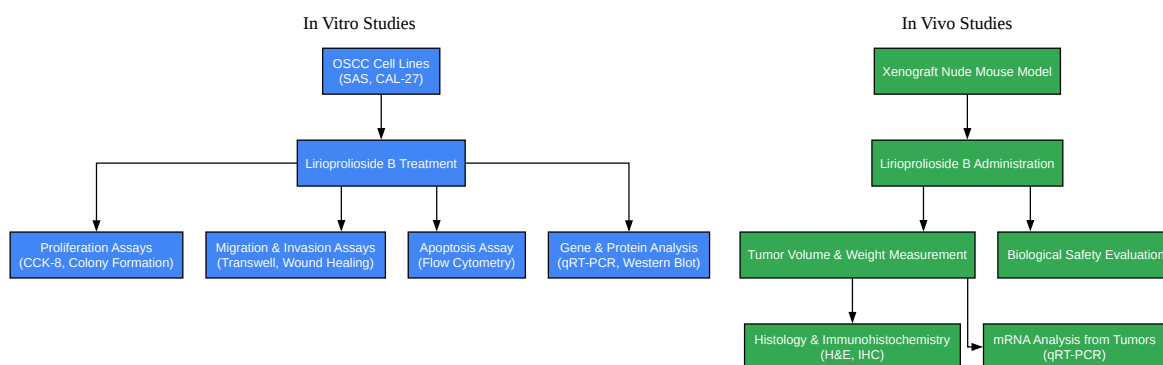 In Vitro Studies
OSCC Cell Lines
(SAS, CAL-27)
Lirioprolioside B Treatment
Proliferation Assays
(CCK-8, Colony Formation)
Migration & Invasion Assays
(Transwell, Wound Healing)
Apoptosis Assay
(Flow Cytometry)
Gene & Protein Analysis
(qRT-PCR, Western Blot)
In Vivo Studies
Xenograft Nude Mouse Model
Lirioprolioside B Administration
Tumor Volume & Weight Measurement
Biological Safety Evaluation
Histology & Immunohistochemistry
(H&E, IHC)
mRNA Analysis from Tumors
(qRT-PCR)